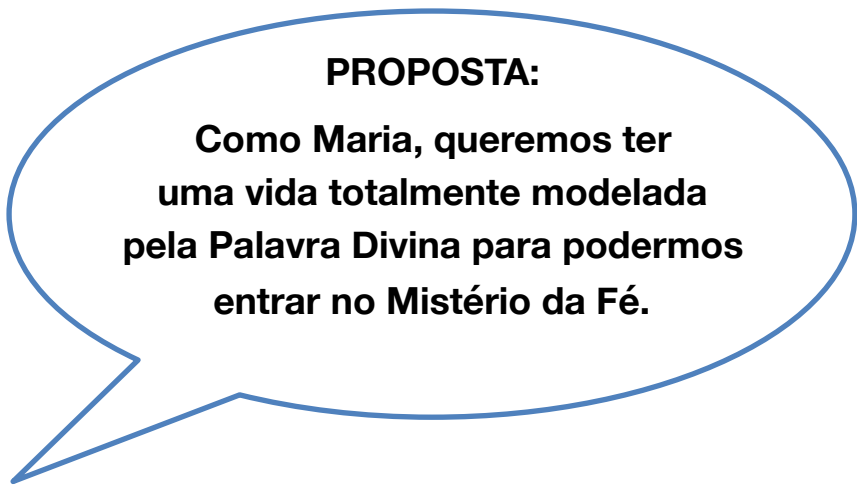 PROPOSTA:
Como Maria, queremos ter
uma vida totalmente modelada
pela Palavra Divina para podermos
entrar no Mistério da Fé.